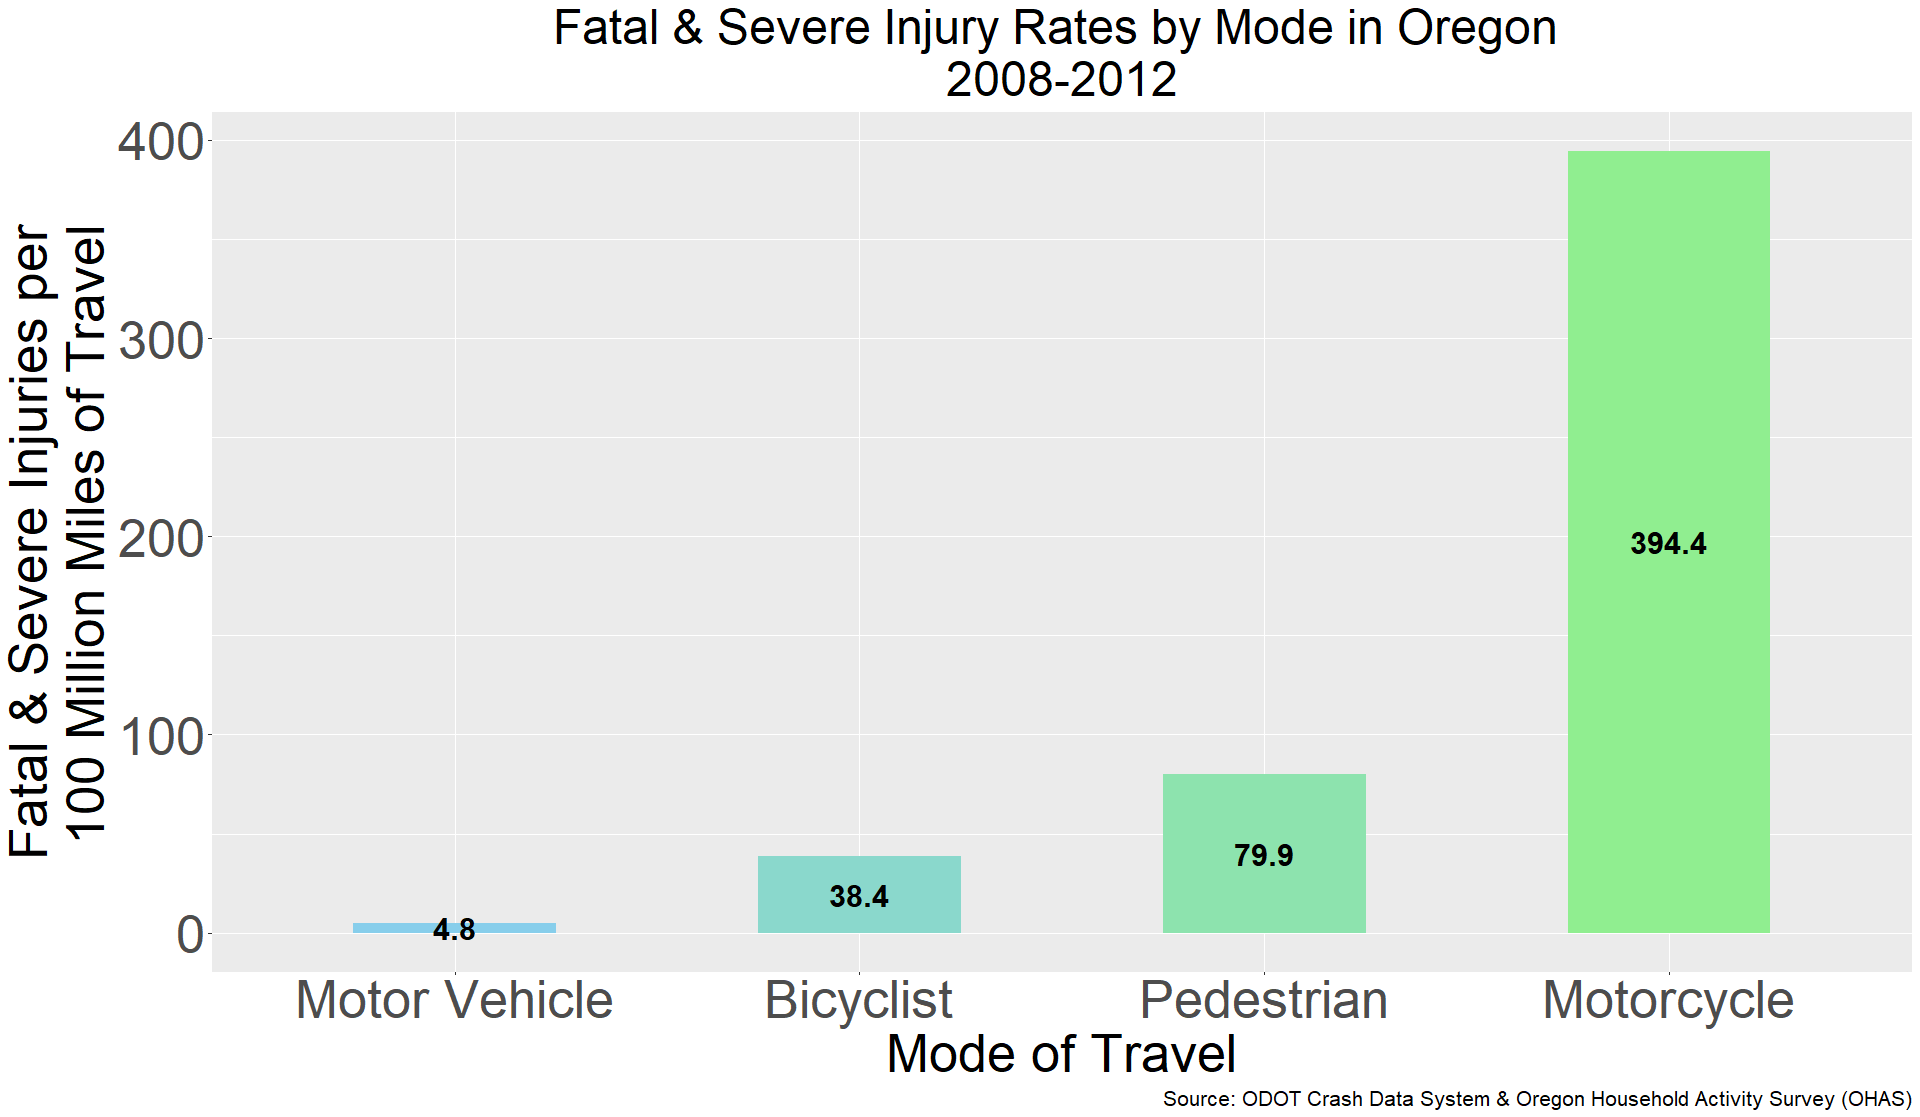 Fatal & Severe Injury Rates by Mode in Oregon
2008-2012
Fatal & Severe Injuries per
100 Million Miles of Travel
400
300
200
100
0
4.8
38.4
79.9
394.4
Motor Vehicle
Bicyclist
Pedestrian
Motorcycle
Mode of Travel
Source: ODOT Crash Data System & Oregon Household Activity Survey (OHAS)